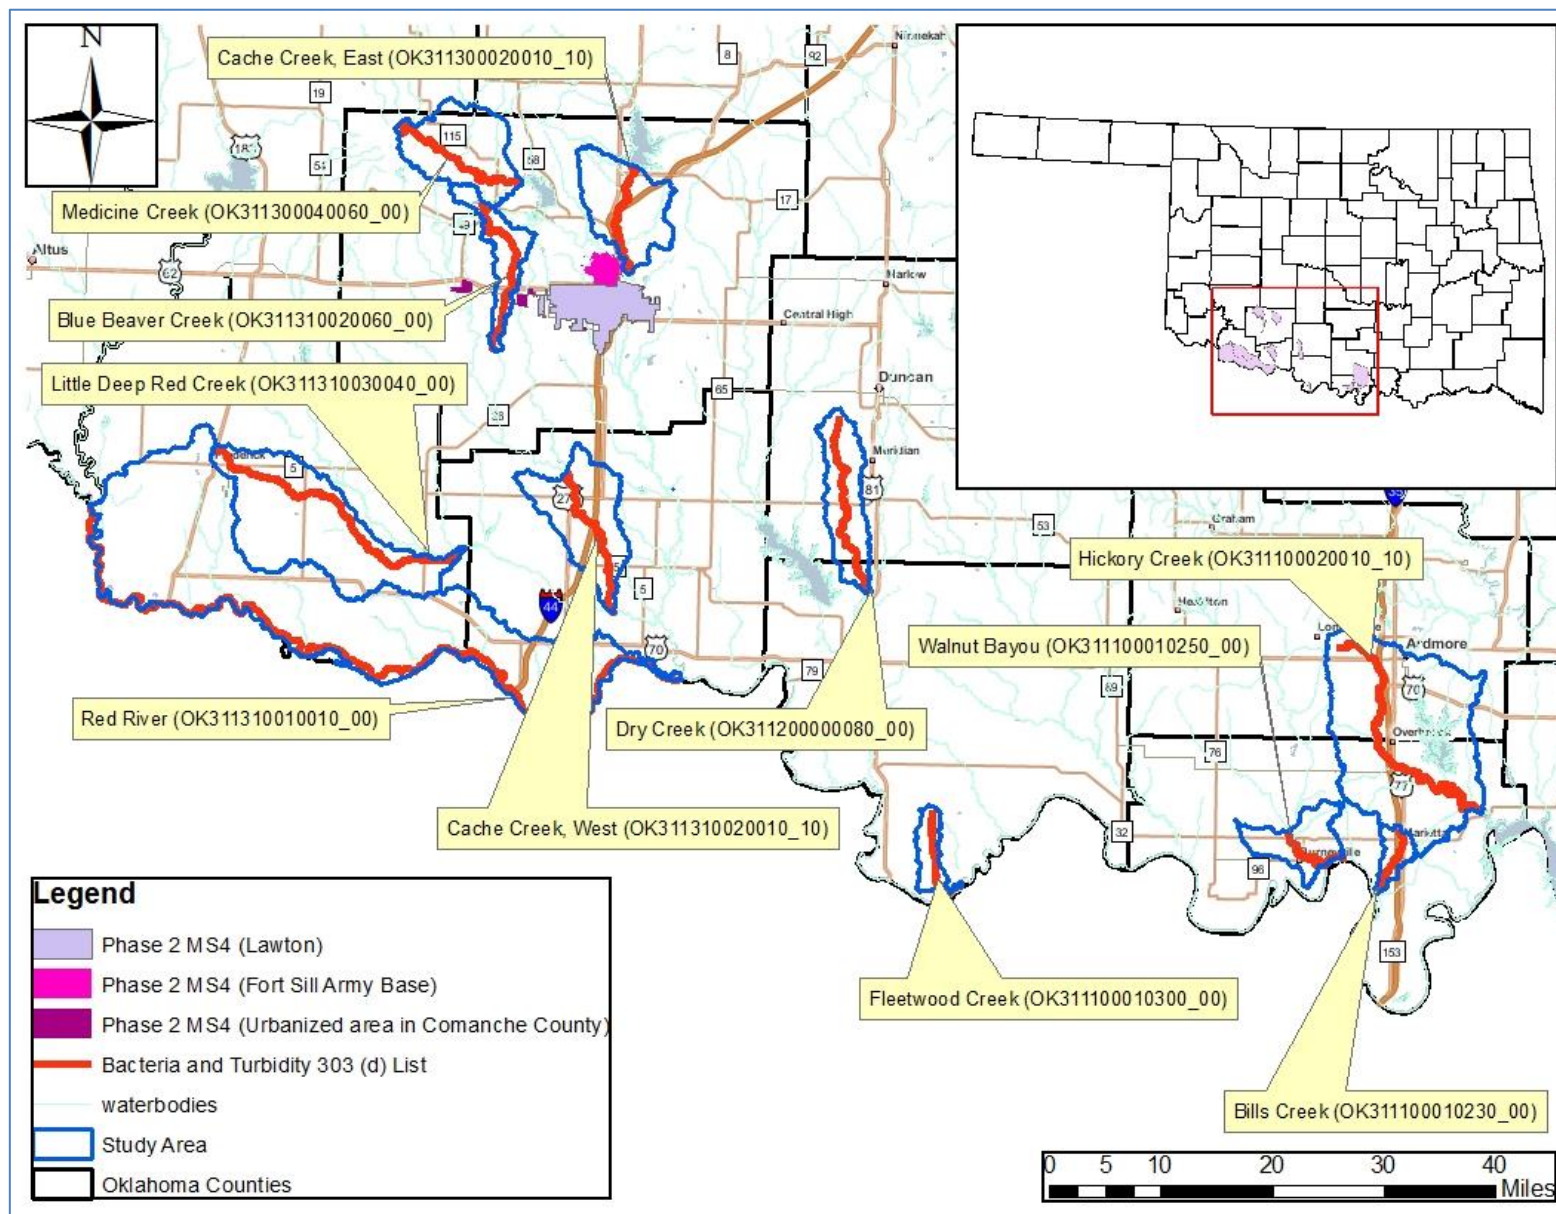 N
Cache Creek, East (OK311300020010_10)
8
92
19
115
58
54
Medicine Creek (OK311300040060_00)
17
49
Altus
62
Marlow
Blue Beaver Creek (OK311310020060_00)
Central High
Little Deep Red Creek (OK311310030040_00)
65
Duncan
Meridian
5
81
53
Graham
Hickory Creek (OK311100020010_10)
5
44
Walnut Bayou (OK311100010250_00)
Ardmore
70
79
89
70
Red River (OK311310010010_00)
Dry Creek (OK311200000080_00)
Overbrook
76
77
Cache Creek, West (OK311310020010_10)
32
Marietta
Burneyville
96
153
Fleetwood Creek (OK311100010300_00)
Bills Creek (OK311100010230_00)
Legend
Phase 2 MS4 (Lawton)
Phase 2 MS4 (Fort Sill Army Base)
Phase 2 MS4 (Urbanized area in Comanche County)
Bacteria and Turbidity 303 (d) List
waterbodies
Study Area
Oklahoma Counties
0 5 10 20 30 40
Miles